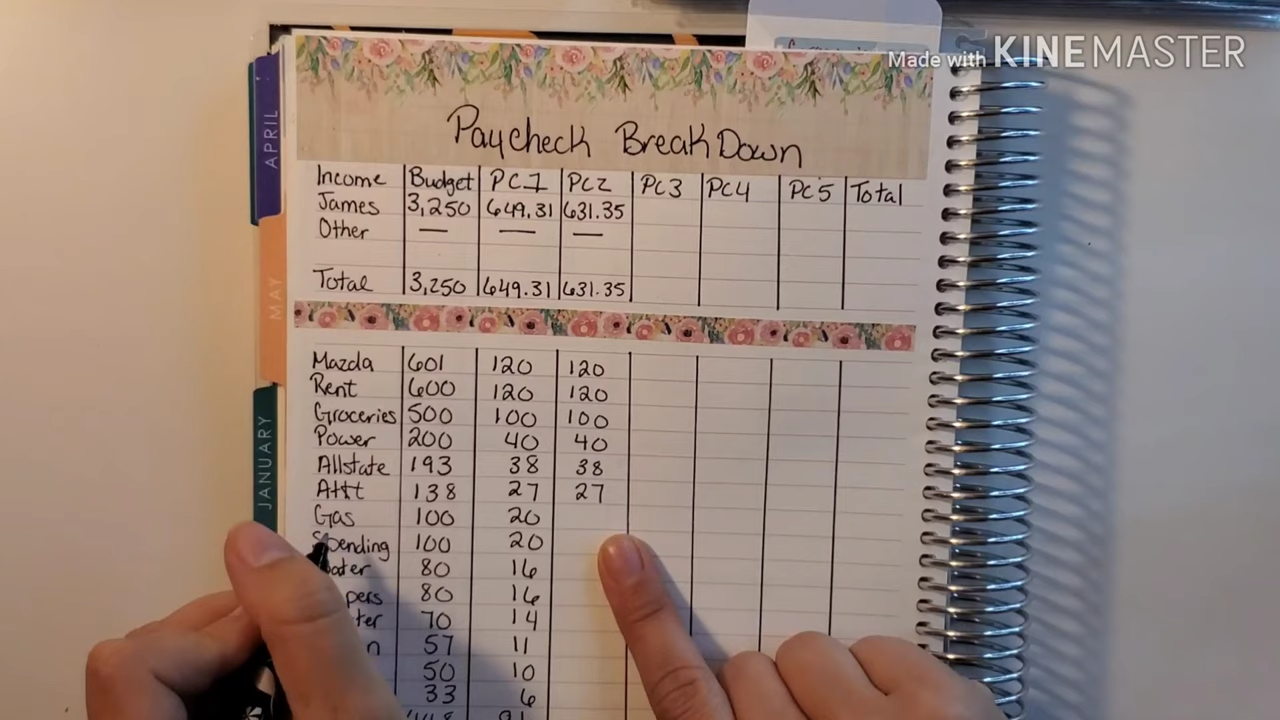 Made with KINEMASTER
APRIL
MAY
JANUARY
Paycheck BreakDown
Income Budget PC1 PC2 PC3 PC4 PC5 Total
James 3,250 649.31 631.35
Other — — —
Total 3,250 649.31 631.35
Mazda 601 120 120
Rent 600 120 120
Groceries 500 100 100
Power 200 40 40
Allstate 193 38 38
At&t 138 27 27
Gas 100 20
Spending 100 20
80 16
80 16
70 14
57 11
50 10
33 6